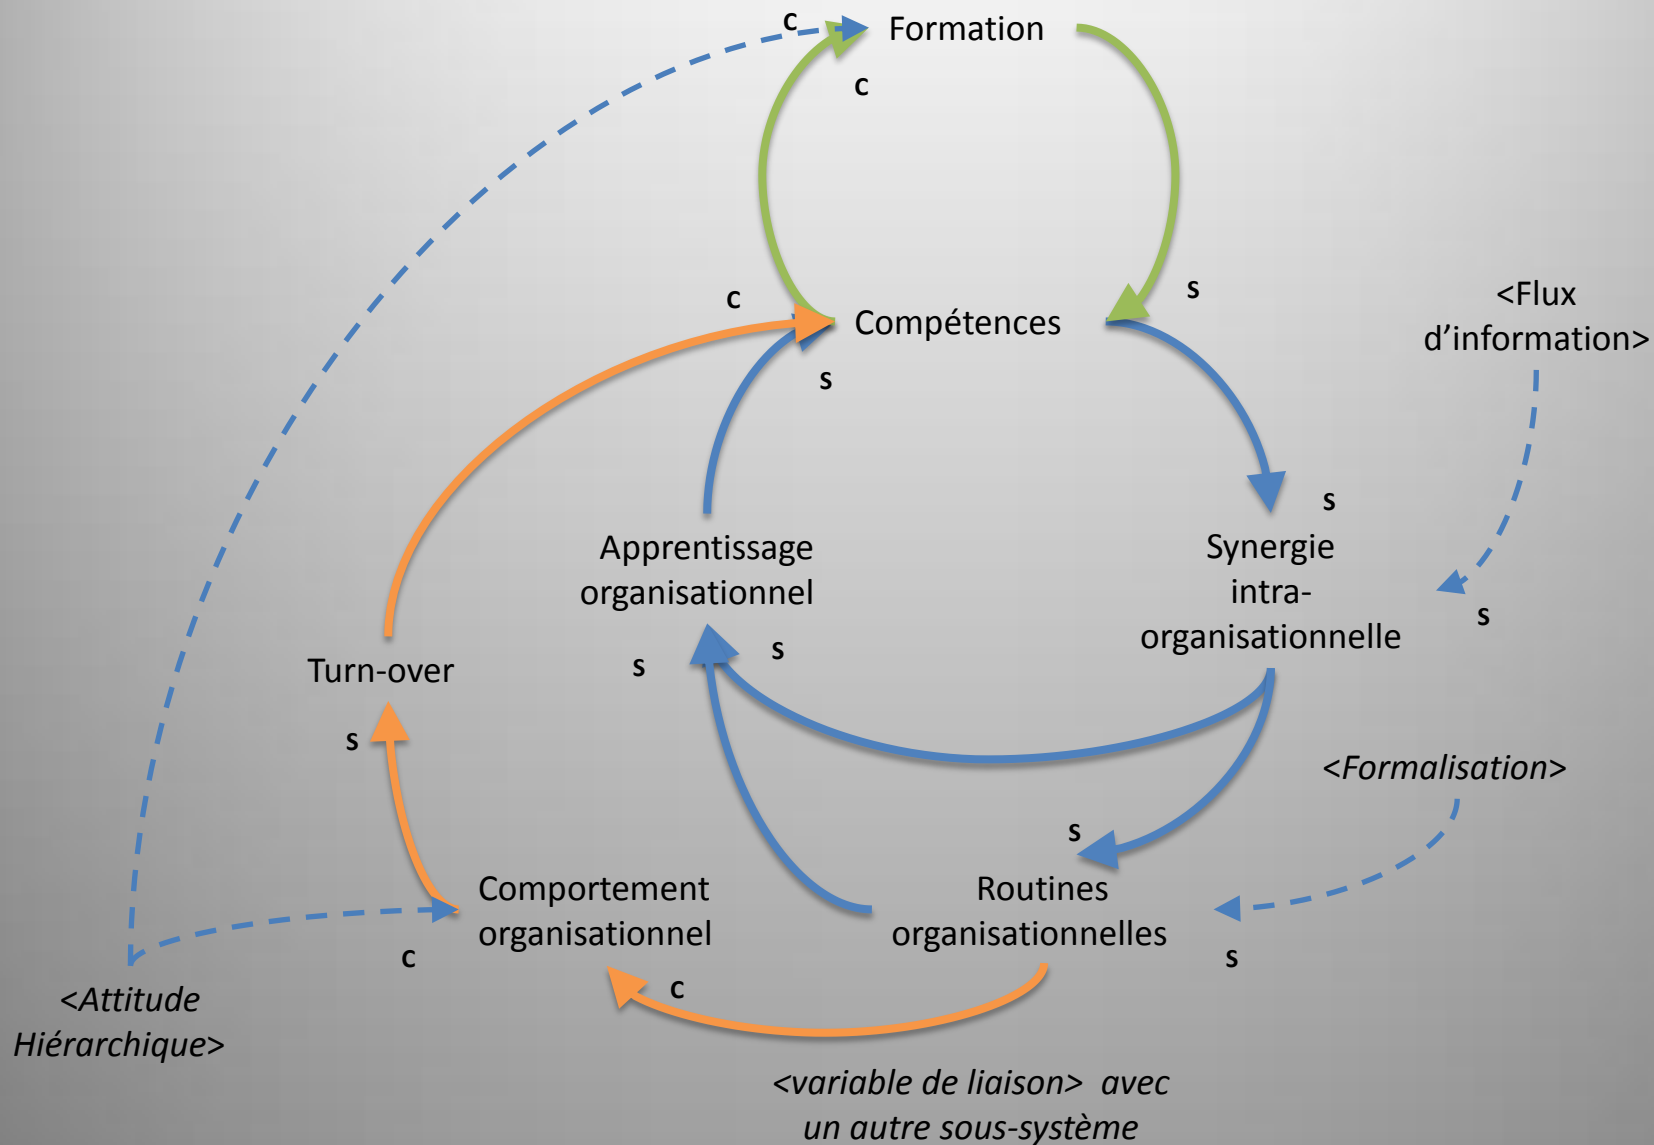 C
Formation
C
S
C
Compétences
<Flux
d’information>
S
S
Apprentissage
organisationnel
Synergie
intra-
organisationnelle
S
S
S
Turn-over
S
<Formalisation>
S
Comportement
organisationnel
Routines
organisationnelles
C
S
C
<Attitude
Hiérarchique>
<variable de liaison> avec
un autre sous-système